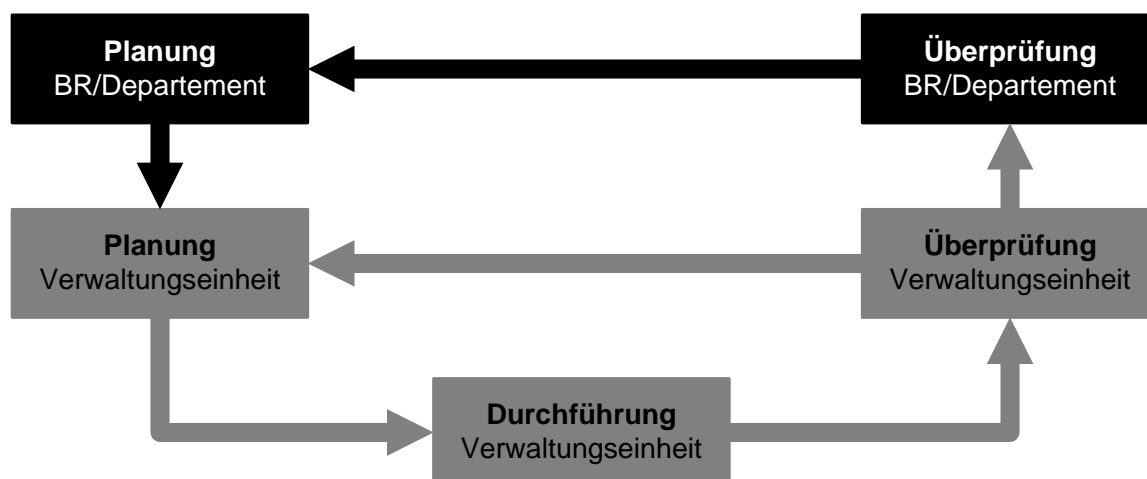 Planung
BR/Departement
Überprüfung
BR/Departement
Planung
Verwaltungseinheit
Überprüfung
Verwaltungseinheit
Durchführung
Verwaltungseinheit